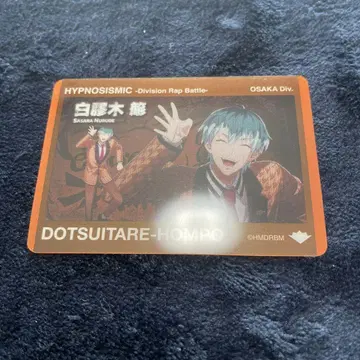 HYPNOSISMIC -Division Rap Battle- OSAKA Div.
白膠木 簓
SASARA NURUDE
DOTSUITARE-HOMPO
©HMDRBM